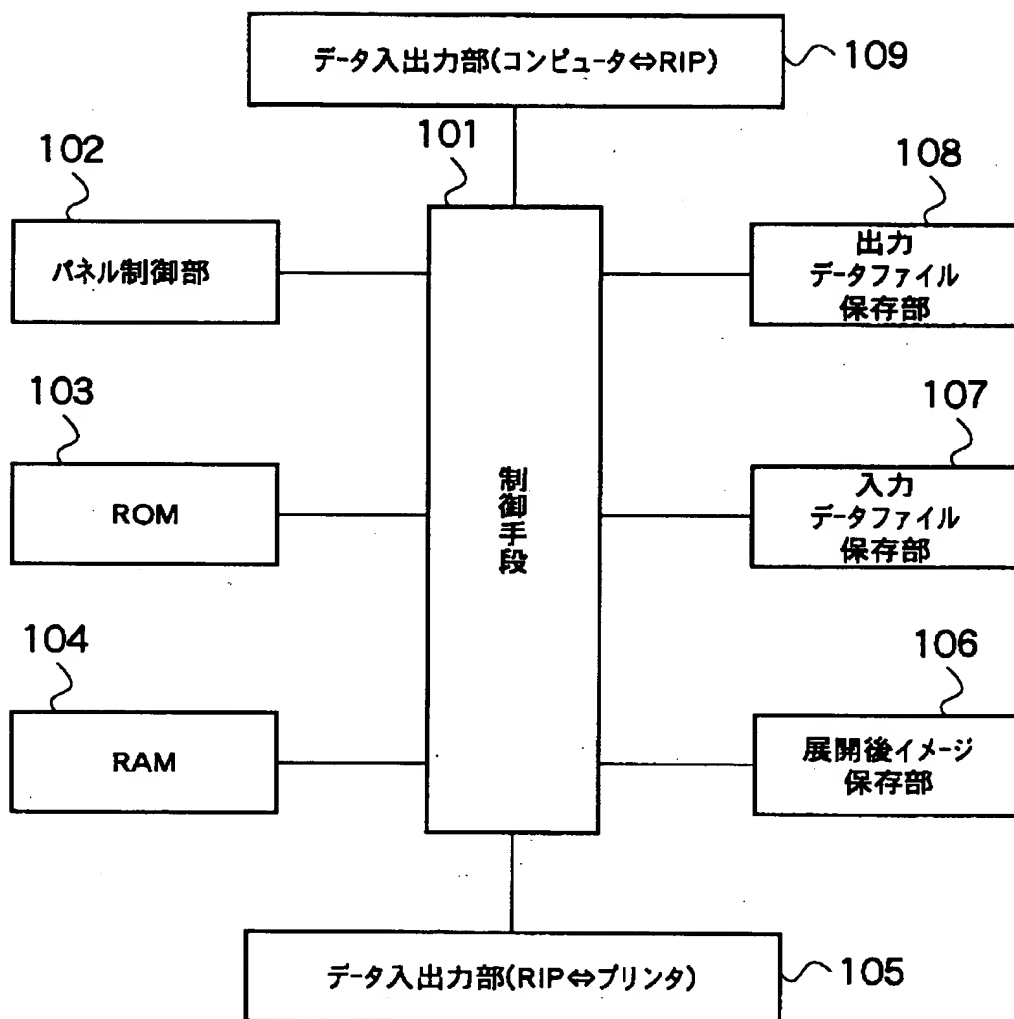 データ入出力部(コンピュータ⇔RIP)
109
101
102
108
パネル制御部
出力
データファイル
保存部
103
107
ROM
制御手段
入力
データファイル
保存部
104
106
RAM
展開後イメージ
保存部
データ入出力部(RIP⇔プリンタ)
105